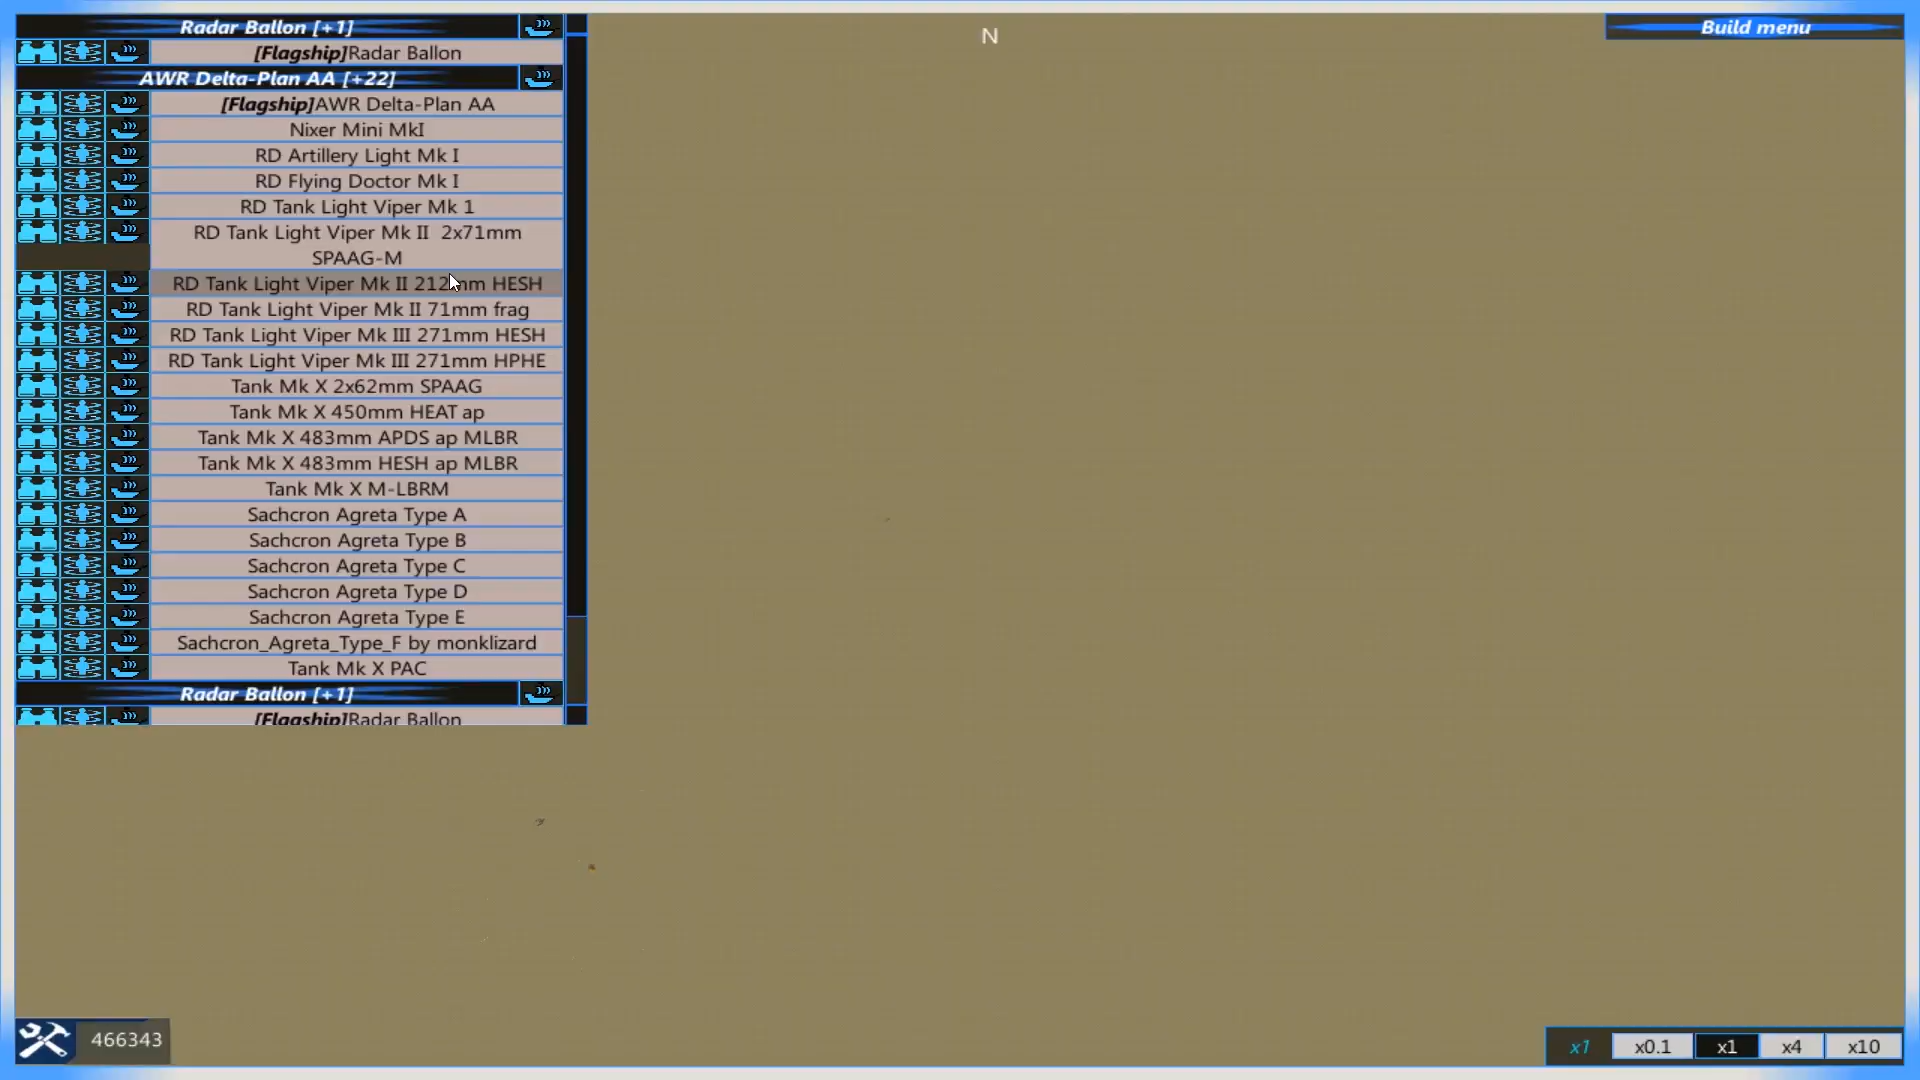 Radar Ballon [+1]
[Flagship]Radar Ballon
AWR Delta-Plan AA [+22]
[Flagship]AWR Delta-Plan AA
Nixer Mini MkI
RD Artillery Light Mk I
RD Flying Doctor Mk I
RD Tank Light Viper Mk 1
RD Tank Light Viper Mk II 2x71mm
SPAAG-M
RD Tank Light Viper Mk II 212mm HESH
RD Tank Light Viper Mk II 71mm frag
RD Tank Light Viper Mk III 271mm HESH
RD Tank Light Viper Mk III 271mm HPHE
Tank Mk X 2x62mm SPAAG
Tank Mk X 450mm HEAT ap
Tank Mk X 483mm APDS ap MLBR
Tank Mk X 483mm HESH ap MLBR
Tank Mk X M-LBRM
Sachcron Agreta Type A
Sachcron Agreta Type B
Sachcron Agreta Type C
Sachcron Agreta Type D
Sachcron Agreta Type E
Sachcron_Agreta_Type_F by monklizard
Tank Mk X PAC
Radar Ballon [+1]
[Flagship]Radar Ballon
N
Build menu
466343
x1 x0.1 x1 x4 x10